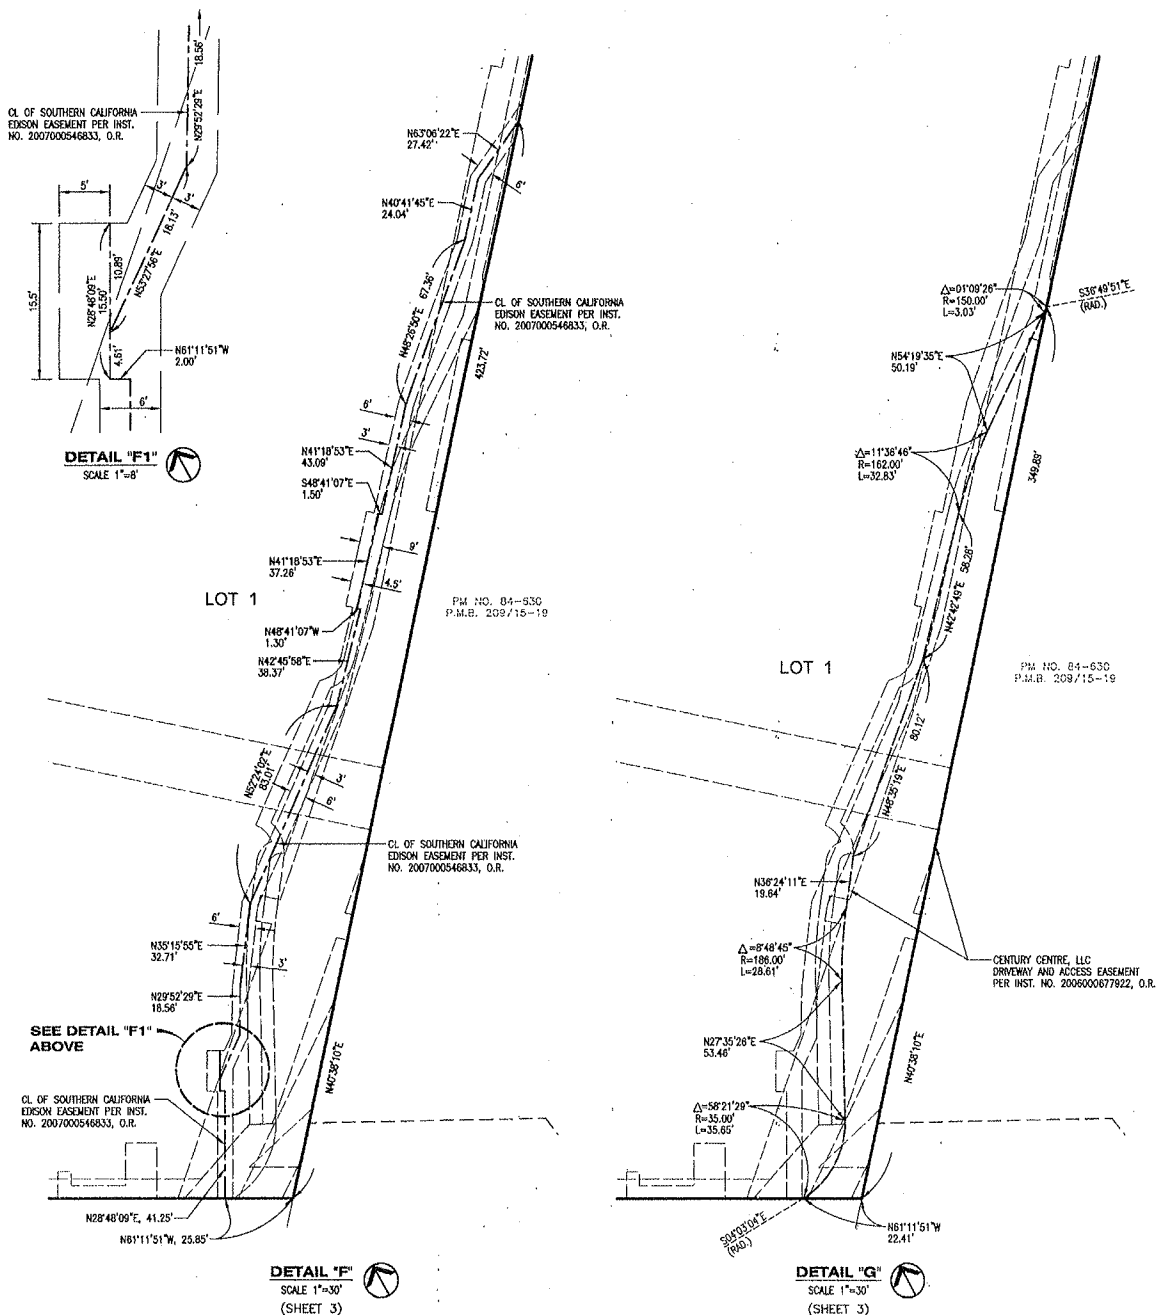 18.56'
N29°52'29"E
CL OF SOUTHERN CALIFORNIA
EDISON EASEMENT PER INST.
NO. 2007000546833, O.R.
5'
3'
3'
18.13'
N53°27'56"E
10.89'
N28°48'09"E
15.50'
15.5'
4.61'
N61°11'51"W
2.00'
6'
DETAIL "F1"
SCALE 1"=8'
N63°06'22"E
27.42'
6'
N40°41'45"E
24.04'
67.36'
N48°26'50"E
CL OF SOUTHERN CALIFORNIA
EDISON EASEMENT PER INST.
NO. 2007000546833, O.R.
423.72'
6'
3'
N41°18'53"E
43.09'
S48°41'07"E
1.50'
9'
N41°18'53"E
37.26'
4.5'
LOT 1
PM NO. 84-630
P.M.B. 209/15-19
N48°41'07"W
1.30'
N42°45'58"E
38.37'
N52°24'02"E
83.01'
3'
6'
CL OF SOUTHERN CALIFORNIA
EDISON EASEMENT PER INST.
NO. 2007000546833, O.R.
6'
N35°15'55"E
32.71'
3'
N29°52'29"E
18.56'
SEE DETAIL "F1"
ABOVE
N40°38'10"E
CL OF SOUTHERN CALIFORNIA
EDISON EASEMENT PER INST.
NO. 2007000546833, O.R.
N28°48'09"E, 41.25'
N61°11'51"W, 25.85'
DETAIL "F"
SCALE 1"=30'
(SHEET 3)
Δ=01°09'26"
R=150.00'
L=3.03'
S36°49'51"E
(RAD.)
N54°19'35"E
50.19'
Δ=11°36'46"
R=162.00'
L=32.83'
349.89'
58.28'
N42°42'49"E
LOT 1
PM NO. 84-630
P.M.B. 209/15-19
80.12'
N48°35'19"E
N36°24'11"E
19.64'
Δ=8°48'45"
R=186.00'
L=28.61'
CENTURY CENTRE, LLC
DRIVEWAY AND ACCESS EASEMENT
PER INST. NO. 2006000677922, O.R.
N27°35'26"E
53.46'
N40°38'10"E
Δ=58°21'29"
R=35.00'
L=35.65'
S04°03'04"E
(RAD.)
N61°11'51"W
22.41'
DETAIL "G"
SCALE 1"=30'
(SHEET 3)